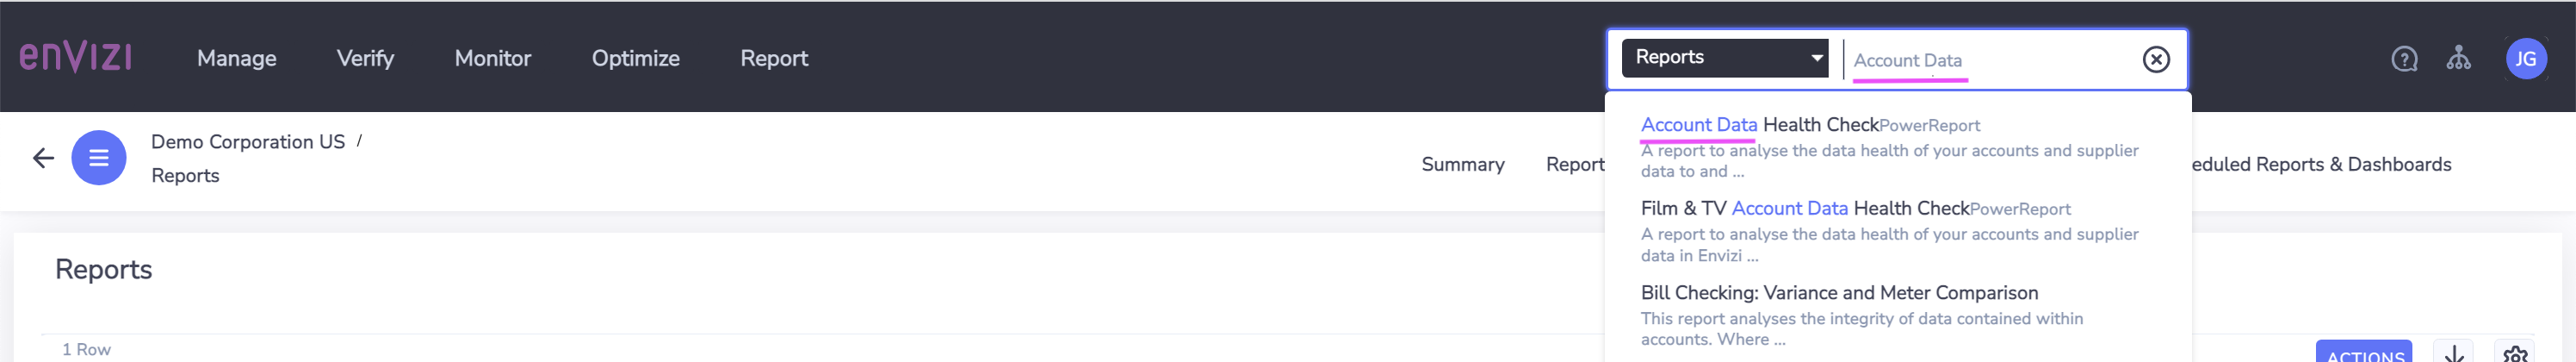 enVIZI
Manage Verify Monitor Optimize Report
Reports
Account Data
JG
Demo Corporation US /
Reports
Summary Report
eduled Reports & Dashboards
Account Data Health CheckPowerReport
A report to analyse the data health of your accounts and supplier
data to and ...
Film & TV Account Data Health CheckPowerReport
A report to analyse the data health of your accounts and supplier
data in Envizi ...
Bill Checking: Variance and Meter Comparison
This report analyses the integrity of data contained within
accounts. Where ...
Reports
1 Row
ACTIONS